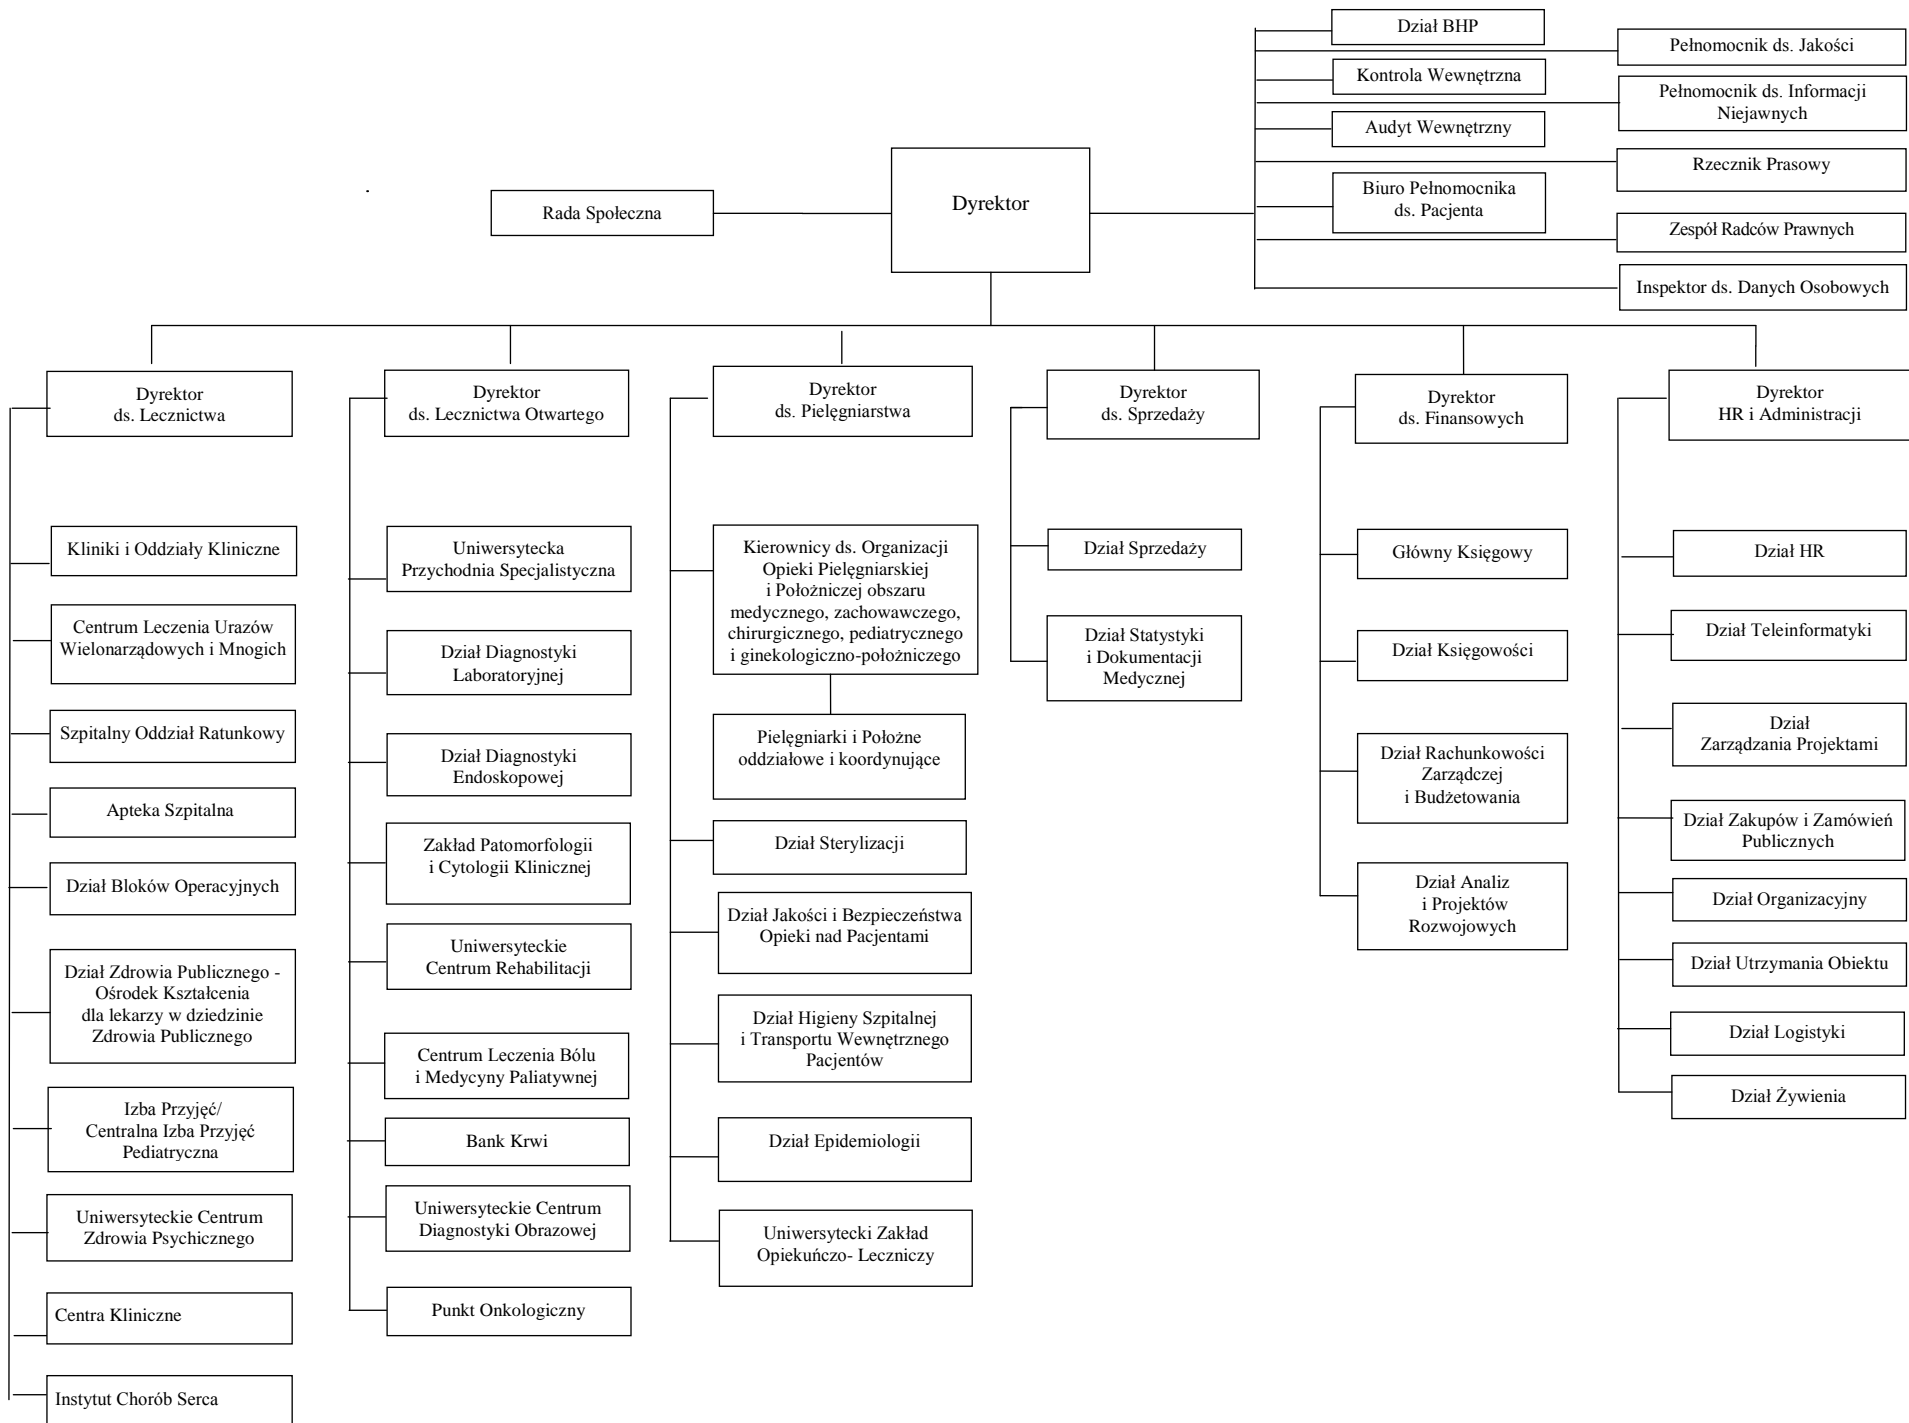 Dział BHP
Pełnomocnik ds. Jakości
Kontrola Wewnętrzna
Pełnomocnik ds. Informacji
Niejawnych
Audyt Wewnętrzny
Rzecznik Prasowy
Biuro Pełnomocnika
ds. Pacjenta
Zespół Radców Prawnych
Inspektor ds. Danych Osobowych
Rada Społeczna
Dyrektor
Dyrektor
ds. Lecznictwa
Kliniki i Oddziały Kliniczne
Centrum Leczenia Urazów
Wielonarządowych i Mnogich
Szpitalny Oddział Ratunkowy
Apteka Szpitalna
Dział Bloków Operacyjnych
Dział Zdrowia Publicznego -
Ośrodek Kształcenia
dla lekarzy w dziedzinie
Zdrowia Publicznego
Izba Przyjęć/
Centralna Izba Przyjęć
Pediatryczna
Uniwersyteckie Centrum
Zdrowia Psychicznego
Centra Kliniczne
Instytut Chorób Serca
Dyrektor
ds. Lecznictwa Otwartego
Uniwersytecka
Przychodnia Specjalistyczna
Dział Diagnostyki
Laboratoryjnej
Dział Diagnostyki
Endoskopowej
Zakład Patomorfologii
i Cytologii Klinicznej
Uniwersyteckie
Centrum Rehabilitacji
Centrum Leczenia Bólu
i Medycyny Paliatywnej
Bank Krwi
Uniwersyteckie Centrum
Diagnostyki Obrazowej
Punkt Onkologiczny
Dyrektor
ds. Pielęgniarstwa
Kierownicy ds. Organizacji
Opieki Pielęgniarskiej
i Położniczej obszaru
medycznego, zachowawczego,
chirurgicznego, pediatrycznego
i ginekologiczno-położniczego
Pielęgniarki i Położne
oddziałowe i koordynujące
Dział Sterylizacji
Dział Jakości i Bezpieczeństwa
Opieki nad Pacjentami
Dział Higieny Szpitalnej
i Transportu Wewnętrznego
Pacjentów
Dział Epidemiologii
Uniwersytecki Zakład
Opiekuńczo- Leczniczy
Dyrektor
ds. Sprzedaży
Dział Sprzedaży
Dział Statystyki
i Dokumentacji
Medycznej
Dyrektor
ds. Finansowych
Główny Księgowy
Dział Księgowości
Dział Rachunkowości
Zarządczej
i Budżetowania
Dział Analiz
i Projektów
Rozwojowych
Dyrektor
HR i Administracji
Dział HR
Dział Teleinformatyki
Dział
Zarządzania Projektami
Dział Zakupów i Zamówień
Publicznych
Dział Organizacyjny
Dział Utrzymania Obiektu
Dział Logistyki
Dział Żywienia